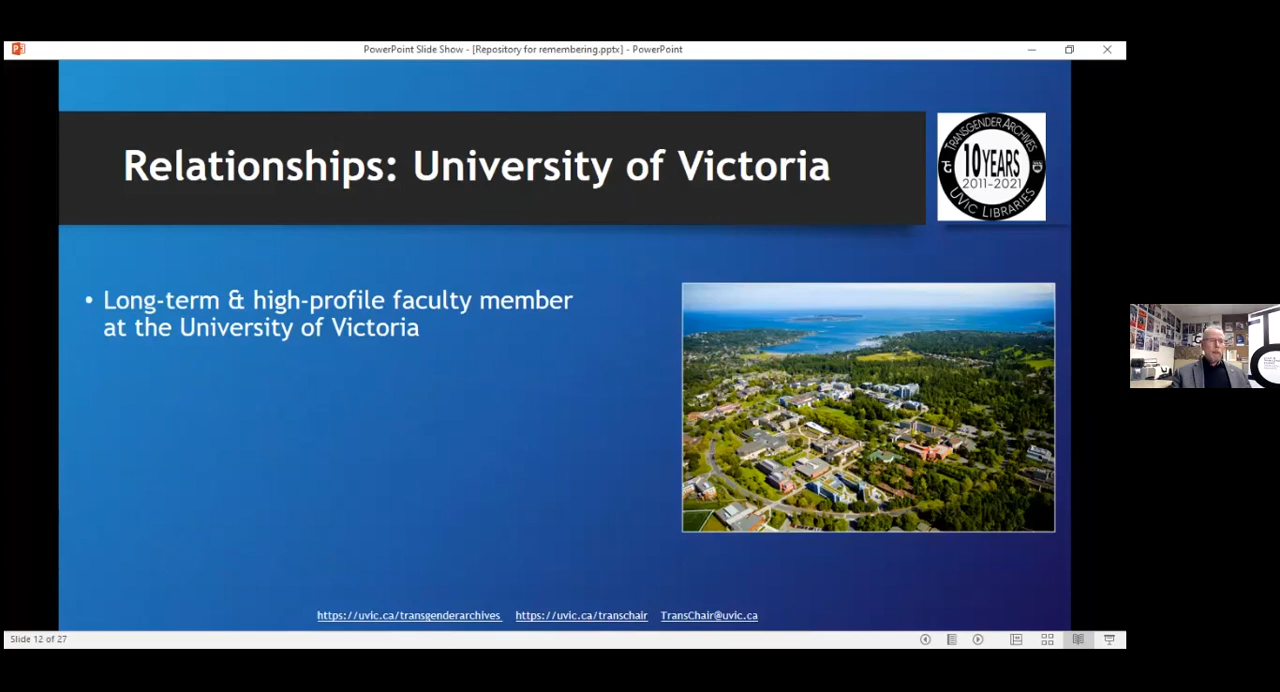 PowerPoint Slide Show - [Repository for remembering.pptx] - PowerPoint
Relationships: University of Victoria
TRANSGENDER ARCHIVES
10 YEARS
2011-2021
UVIC LIBRARIES
• Long-term & high-profile faculty member
at the University of Victoria
https://uvic.ca/transgenderarchives https://uvic.ca/transchair TransChair@uvic.ca
Slide 12 of 27